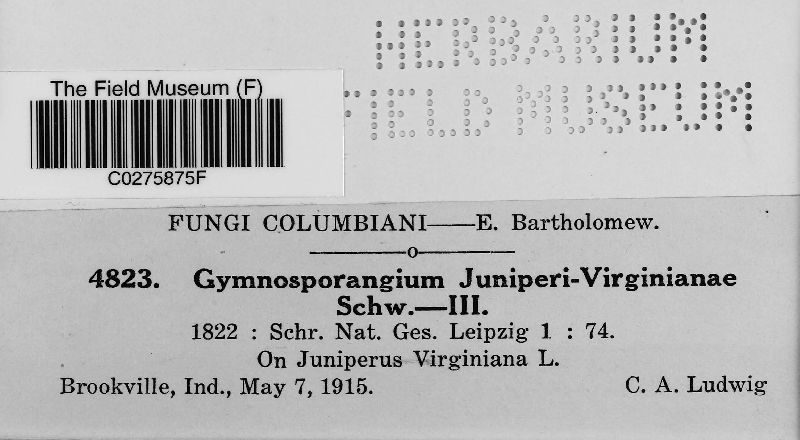 HERBARIUM
FIELD MUSEUM
The Field Museum (F)
C0275875F
FUNGI COLUMBIANI——E. Bartholomew.
o
4823. Gymnosporangium Juniperi-Virginianae
Schw.—III.
1822 : Schr. Nat. Ges. Leipzig 1 : 74.
On Juniperus Virginiana L.
Brookville, Ind., May 7, 1915. C. A. Ludwig